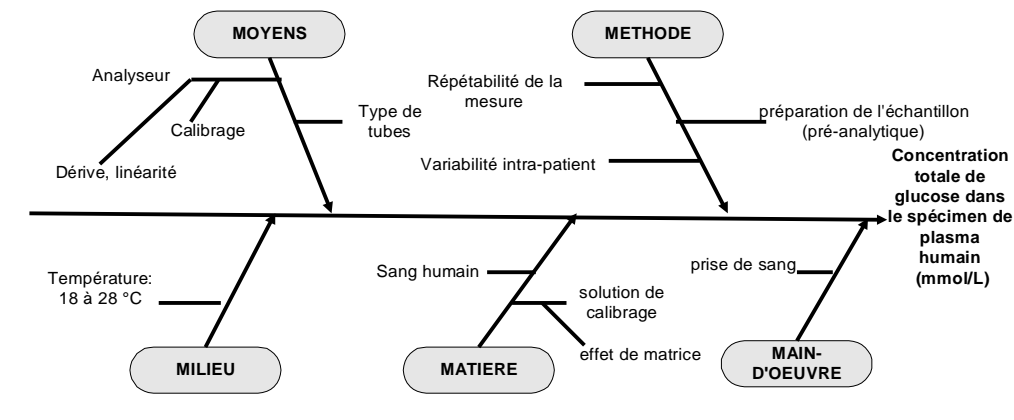 MOYENS
METHODE
Analyseur
Calibrage
Dérive, linéarité
Type de
tubes
Répétabilité de la
mesure
préparation de l'échantillon
(pré-analytique)
Variabilité intra-patient
Concentration
totale de
glucose dans
le spécimen de
plasma
humain
(mmol/L)
Température:
18 à 28 °C
Sang humain
solution de
calibrage
effet de matrice
prise de sang
MILIEU
MATIERE
MAIN-
D'OEUVRE